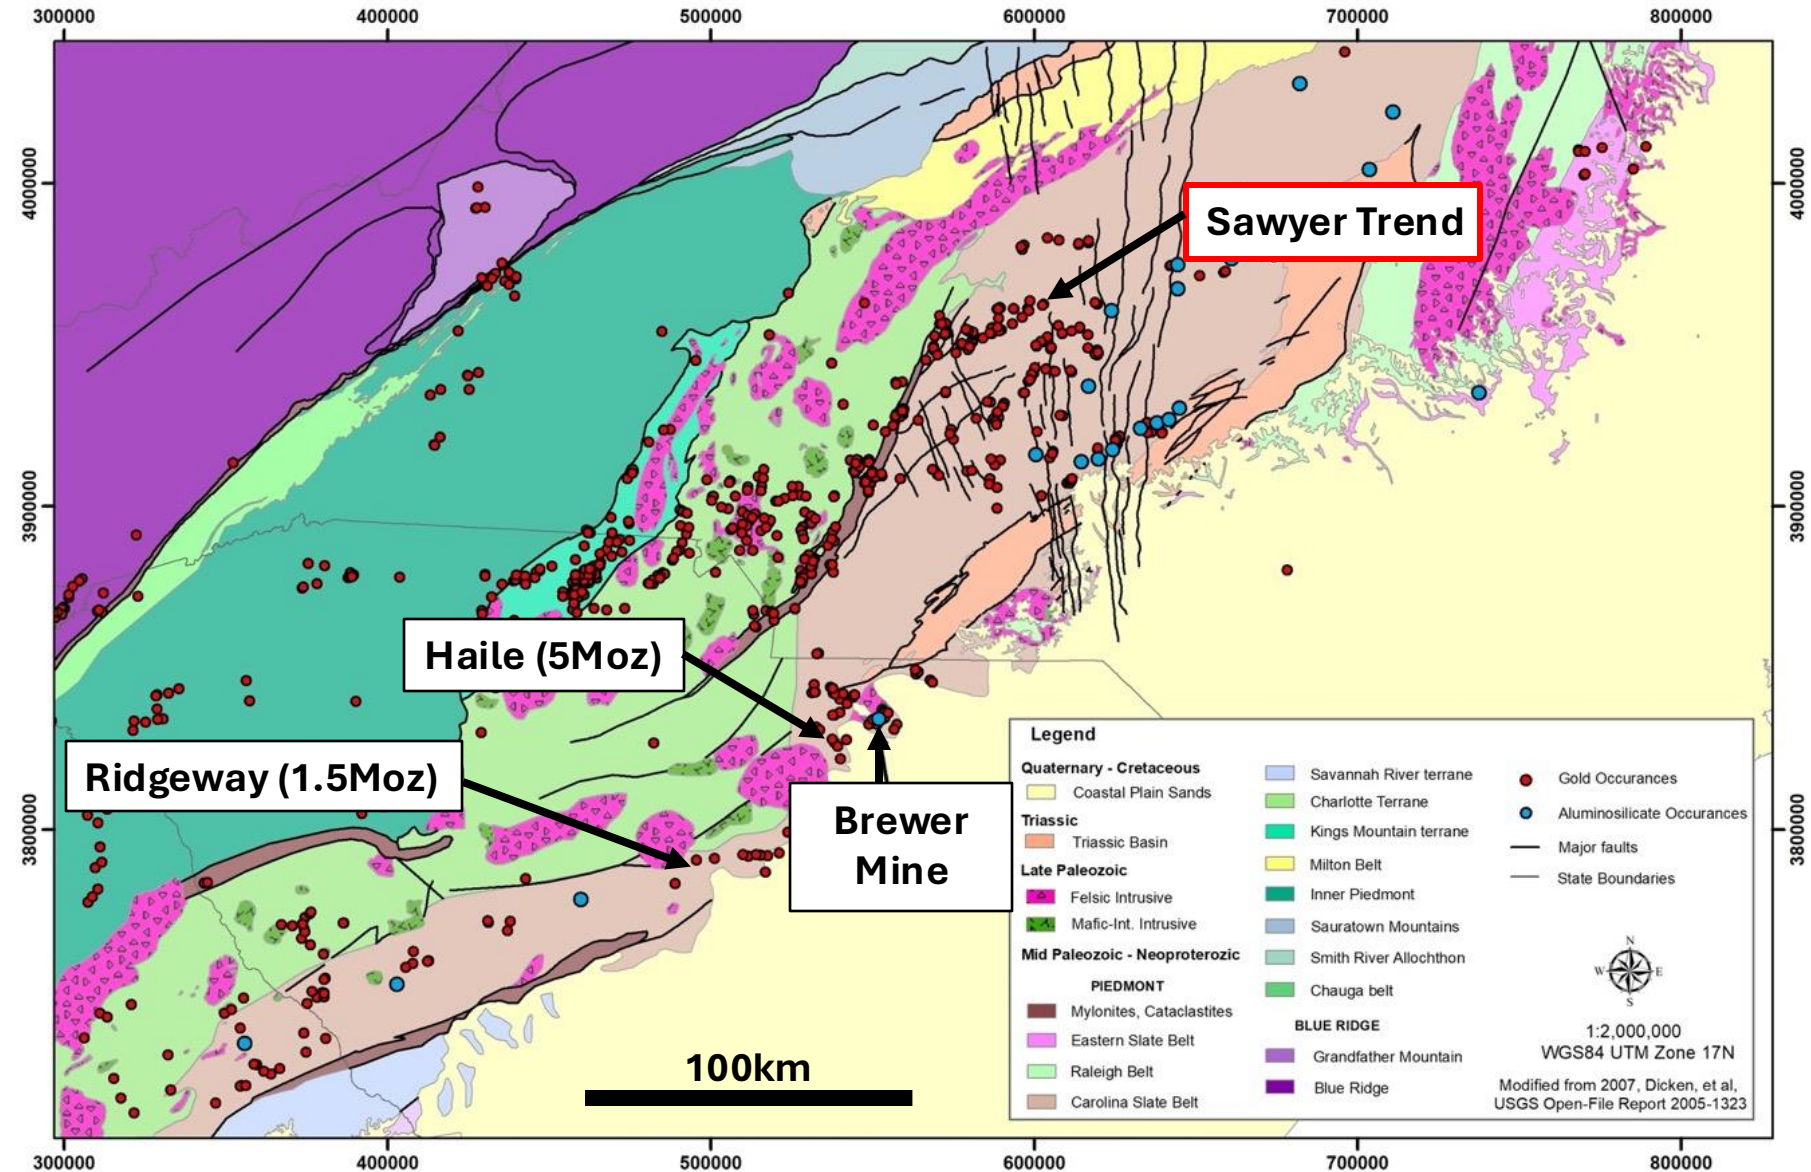 300000 400000 500000 600000 700000 800000
4000000 4000000
Sawyer Trend
3900000 3900000
Haile (5Moz)
Ridgeway (1.5Moz)
Brewer
Mine
3800000 3800000
100km
Legend
Quaternary - Cretaceous
Coastal Plain Sands
Triassic
Triassic Basin
Late Paleozoic
Felsic Intrusive
Mafic-Int. Intrusive
Mid Paleozoic - Neoproterozoic
PIEDMONT
Mylonites, Cataclastites
Eastern Slate Belt
Raleigh Belt
Carolina Slate Belt
Savannah River terrane
Charlotte Terrane
Kings Mountain terrane
Milton Belt
Inner Piedmont
Sauratown Mountains
Smith River Allochthon
Chauga belt
BLUE RIDGE
Grandfather Mountain
Blue Ridge
Gold Occurances
Aluminosilicate Occurances
Major faults
State Boundaries
N
W E
S
1:2,000,000
WGS84 UTM Zone 17N
Modified from 2007, Dicken, et al,
USGS Open-File Report 2005-1323
300000 400000 500000 600000 700000 800000